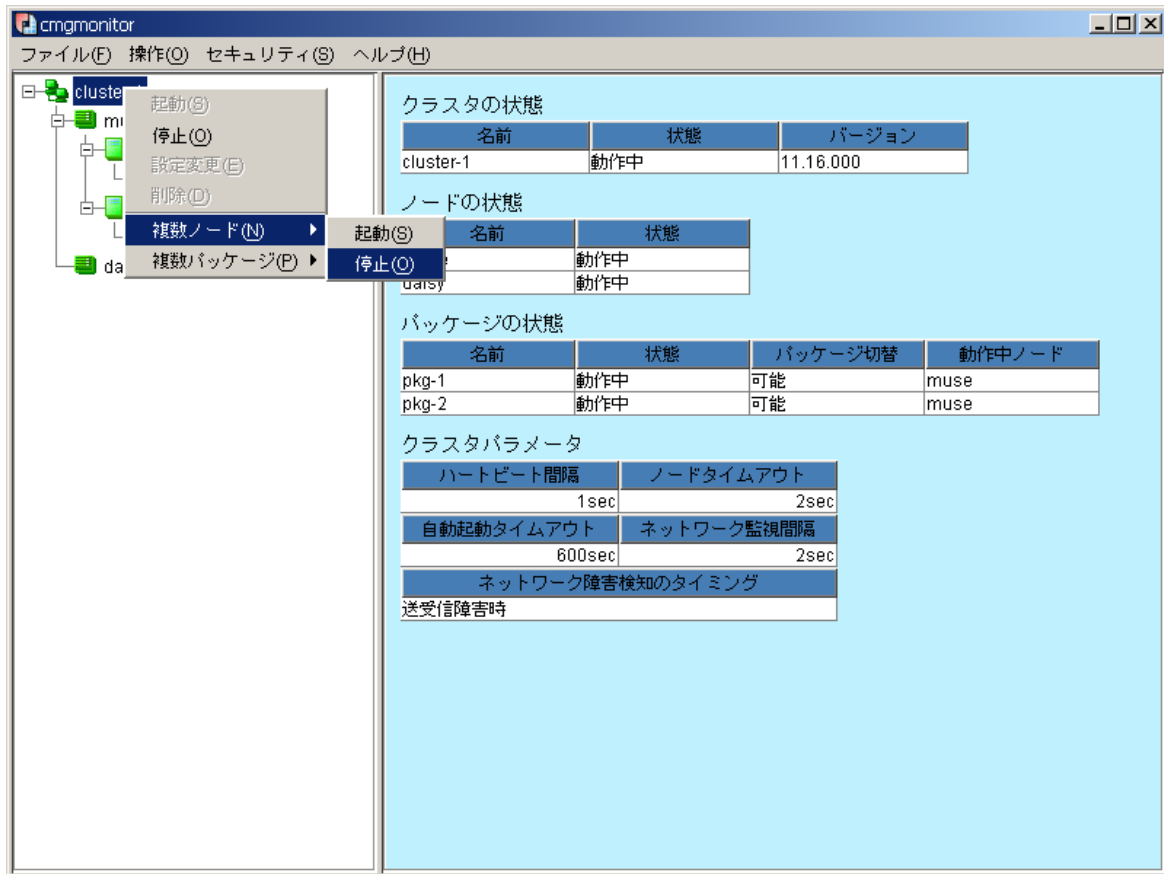 cmgmonitor
ファイル(F) 操作(O) セキュリティ(S) ヘルプ(H)
起動(S)
停止(O)
設定変更(E)
削除(D)
複数ノード(N)
複数パッケージ(P)
起動(S)
停止(O)
クラスタの状態
名前 状態 バージョン
cluster-1 動作中 11.16.000
ノードの状態
名前 状態
動作中
daisy 動作中
パッケージの状態
名前 状態 パッケージ切替 動作中ノード
pkg-1 動作中 可能 muse
pkg-2 動作中 可能 muse
クラスタパラメータ
ハートビート間隔 ノードタイムアウト
1sec 2sec
自動起動タイムアウト ネットワーク監視間隔
600sec 2sec
ネットワーク障害検知のタイミング
送受信障害時